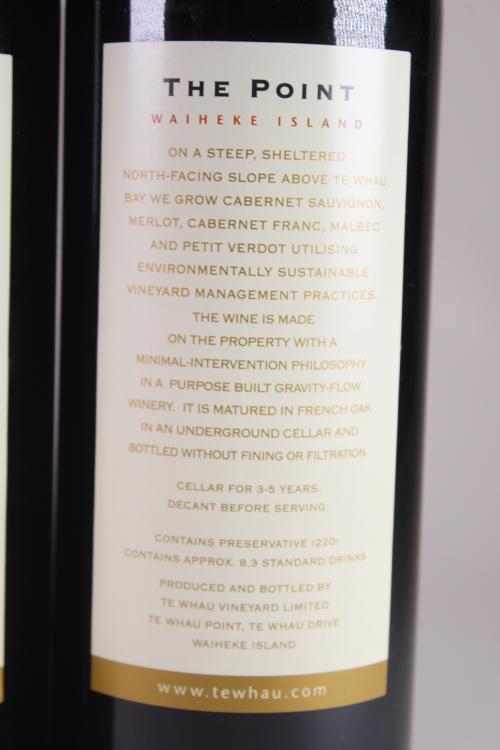 THE POINT
WAIHEKE ISLAND
ON A STEEP, SHELTERED
NORTH-FACING SLOPE ABOVE TE WHAU
BAY WE GROW CABERNET SAUVIGNON,
MERLOT, CABERNET FRANC, MALBEC
AND PETIT VERDOT UTILISING
ENVIRONMENTALLY SUSTAINABLE
VINEYARD MANAGEMENT PRACTICES.
THE WINE IS MADE
ON THE PROPERTY WITH A
MINIMAL-INTERVENTION PHILOSOPHY
IN A PURPOSE BUILT GRAVITY-FLOW
WINERY. IT IS MATURED IN FRENCH OAK
IN AN UNDERGROUND CELLAR AND
BOTTLED WITHOUT FINING OR FILTRATION.
CELLAR FOR 3-5 YEARS.
DECANT BEFORE SERVING.
CONTAINS PRESERVATIVE (220)
CONTAINS APPROX. 8.3 STANDARD DRINKS
PRODUCED AND BOTTLED BY
TE WHAU VINEYARD LIMITED
TE WHAU POINT, TE WHAU DRIVE
WAIHEKE ISLAND
www.tewhau.com